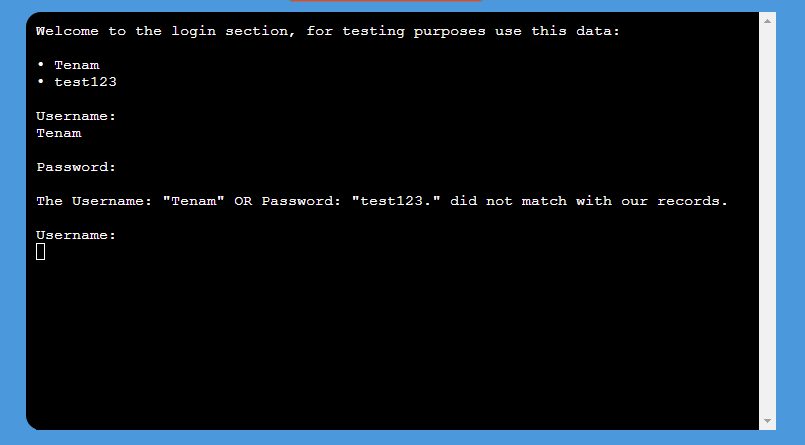 Welcome to the login section, for testing purposes use this data:
• Tenam
• test123
Username:
Tenam
Password:
The Username: "Tenam" OR Password: "test123." did not match with our records.
Username: